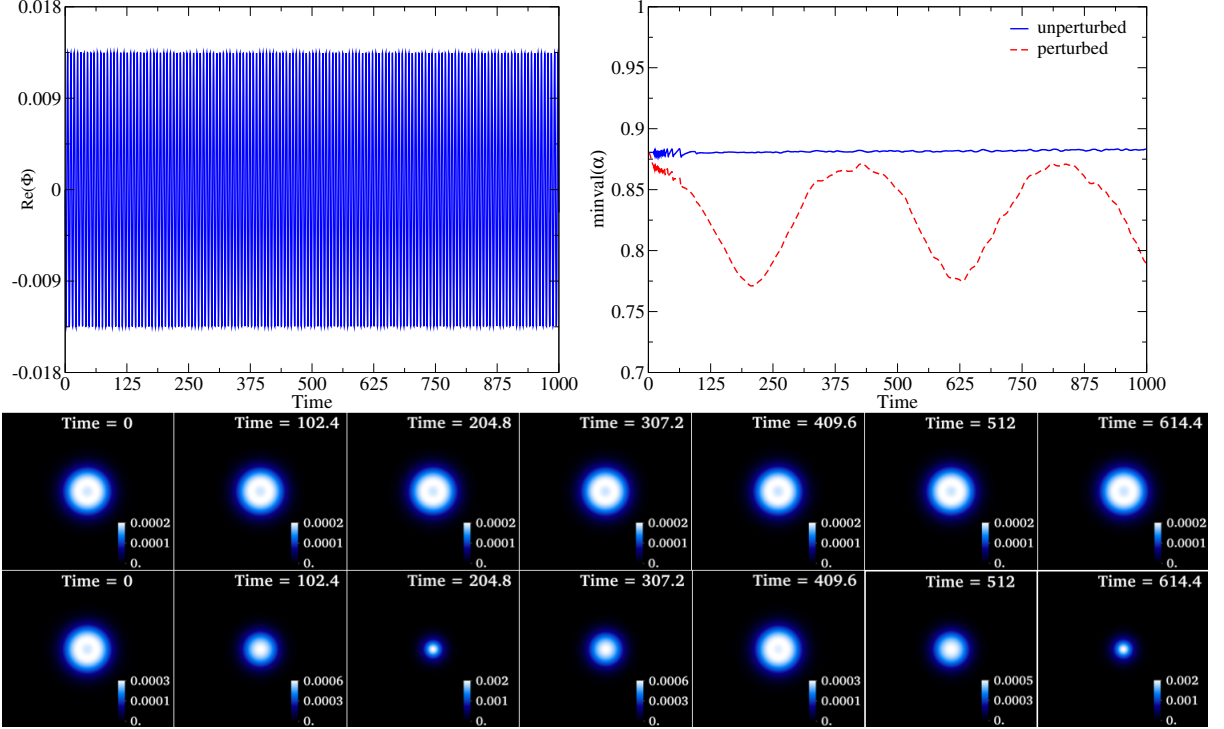 0.018
0.009
0
-0.009
-0.018
Re(Φ)
0 125 250 375 500 625 750 875 1000
Time
1
0.95
0.9
0.85
0.8
0.75
0.7
minval(α)
unperturbed
perturbed
0 125 250 375 500 625 750 875 1000
Time
Time = 0 Time = 102.4 Time = 204.8 Time = 307.2 Time = 409.6 Time = 512 Time = 614.4
0.0002 0.0002 0.0002 0.0002 0.0002 0.0002 0.0002
0.0001 0.0001 0.0001 0.0001 0.0001 0.0001 0.0001
0. 0. 0. 0. 0. 0. 0.
Time = 0 Time = 102.4 Time = 204.8 Time = 307.2 Time = 409.6 Time = 512 Time = 614.4
0.0003 0.0006 0.002 0.0006 0.0003 0.0005 0.002
0.0001 0.0003 0.001 0.0003 0.0001 0.0003 0.001
0. 0. 0. 0. 0. 0. 0.